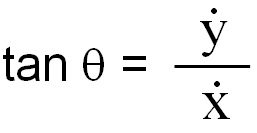 tan θ = ẏ / ẋ